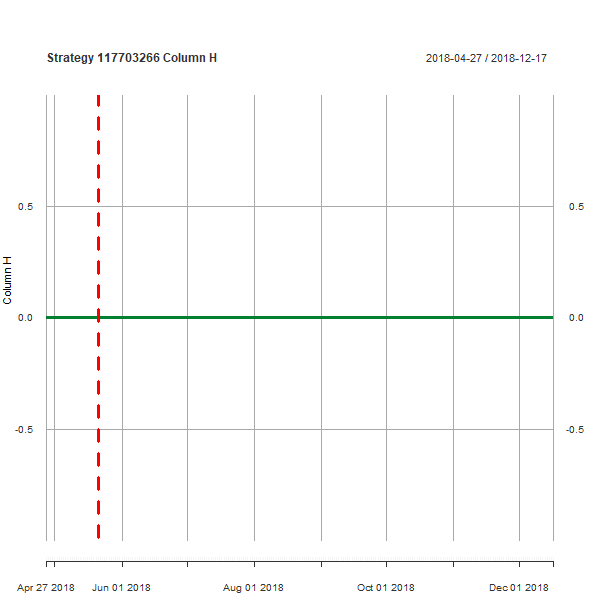 Strategy 117703266 Column H
2018-04-27 / 2018-12-17
0.5 0.5
Column H
0.0 0.0
-0.5 -0.5
Apr 27 2018 Jun 01 2018 Aug 01 2018 Oct 01 2018 Dec 01 2018